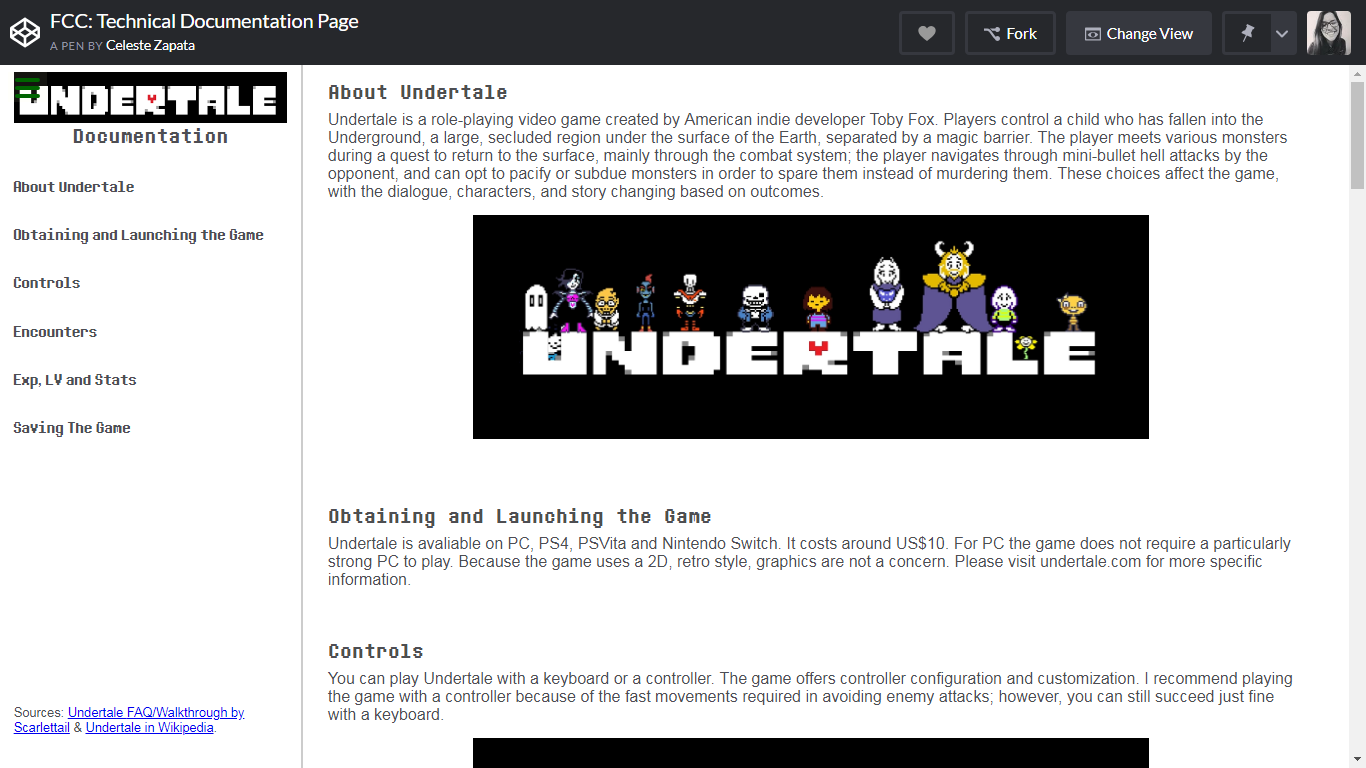 FCC: Technical Documentation Page
A PEN BY Celeste Zapata
Fork
Change View
UNDERTALE
Documentation
About Undertale
Obtaining and Launching the Game
Controls
Encounters
Exp, LV and Stats
Saving The Game
Sources: Undertale FAQ/Walkthrough by
Scarlettail & Undertale in Wikipedia.
About Undertale
Undertale is a role-playing video game created by American indie developer Toby Fox. Players control a child who has fallen into the
Underground, a large, secluded region under the surface of the Earth, separated by a magic barrier. The player meets various monsters
during a quest to return to the surface, mainly through the combat system; the player navigates through mini-bullet hell attacks by the
opponent, and can opt to pacify or subdue monsters in order to spare them instead of murdering them. These choices affect the game,
with the dialogue, characters, and story changing based on outcomes.
UNDERTALE
Obtaining and Launching the Game
Undertale is avaliable on PC, PS4, PSVita and Nintendo Switch. It costs around US$10. For PC the game does not require a particularly
strong PC to play. Because the game uses a 2D, retro style, graphics are not a concern. Please visit undertale.com for more specific
information.
Controls
You can play Undertale with a keyboard or a controller. The game offers controller configuration and customization. I recommend playing
the game with a controller because of the fast movements required in avoiding enemy attacks; however, you can still succeed just fine
with a keyboard.